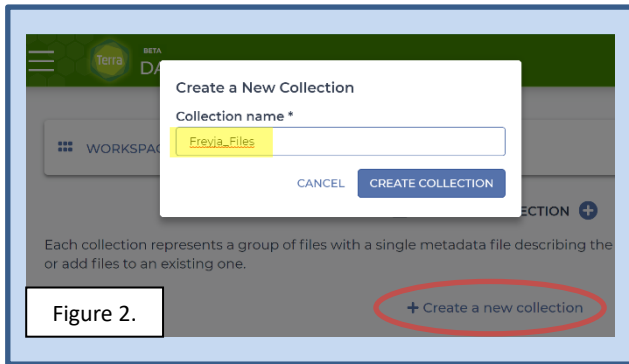 Terra
BETA
DA
Create a New Collection
Collection name *
Freyja_Files
CANCEL
CREATE COLLECTION
WORKSPAC
ECTION
Each collection represents a group of files with a single metadata file describing the
or add files to an existing one.
+ Create a new collection
Figure 2.